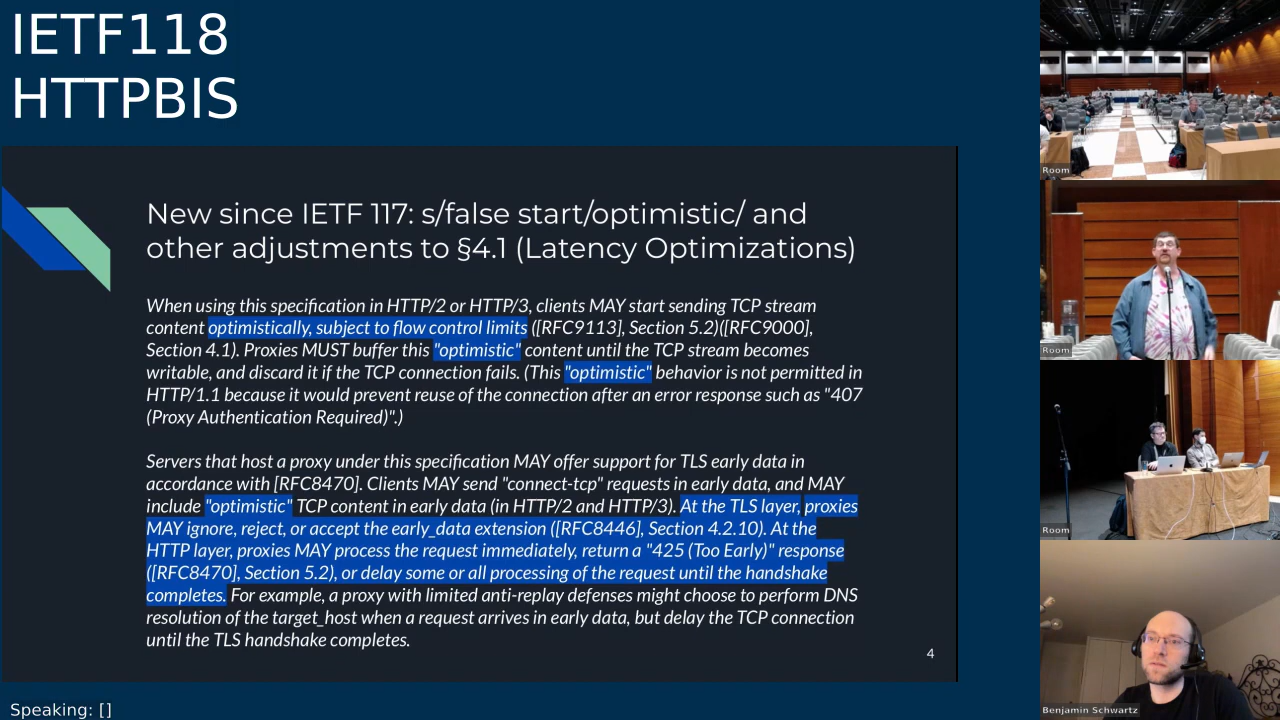 IETF118
HTTPBIS
New since IETF 117: s/false start/optimistic/ and
other adjustments to §4.1 (Latency Optimizations)
When using this specification in HTTP/2 or HTTP/3, clients MAY start sending TCP stream
content optimistically, subject to flow control limits ([RFC9113], Section 5.2)([RFC9000],
Section 4.1). Proxies MUST buffer this "optimistic" content until the TCP stream becomes
writable, and discard it if the TCP connection fails. (This "optimistic" behavior is not permitted in
HTTP/1.1 because it would prevent reuse of the connection after an error response such as "407
(Proxy Authentication Required)".)
Servers that host a proxy under this specification MAY offer support for TLS early data in
accordance with [RFC8470]. Clients MAY send "connect-tcp" requests in early data, and MAY
include "optimistic" TCP content in early data (in HTTP/2 and HTTP/3). At the TLS layer, proxies
MAY ignore, reject, or accept the early_data extension ([RFC8446], Section 4.2.10). At the
HTTP layer, proxies MAY process the request immediately, return a "425 (Too Early)" response
([RFC8470], Section 5.2), or delay some or all processing of the request until the handshake
completes. For example, a proxy with limited anti-replay defenses might choose to perform DNS
resolution of the target_host when a request arrives in early data, but delay the TCP connection
until the TLS handshake completes.
4
Speaking: []
Room
Room
Room
Benjamin Schwartz